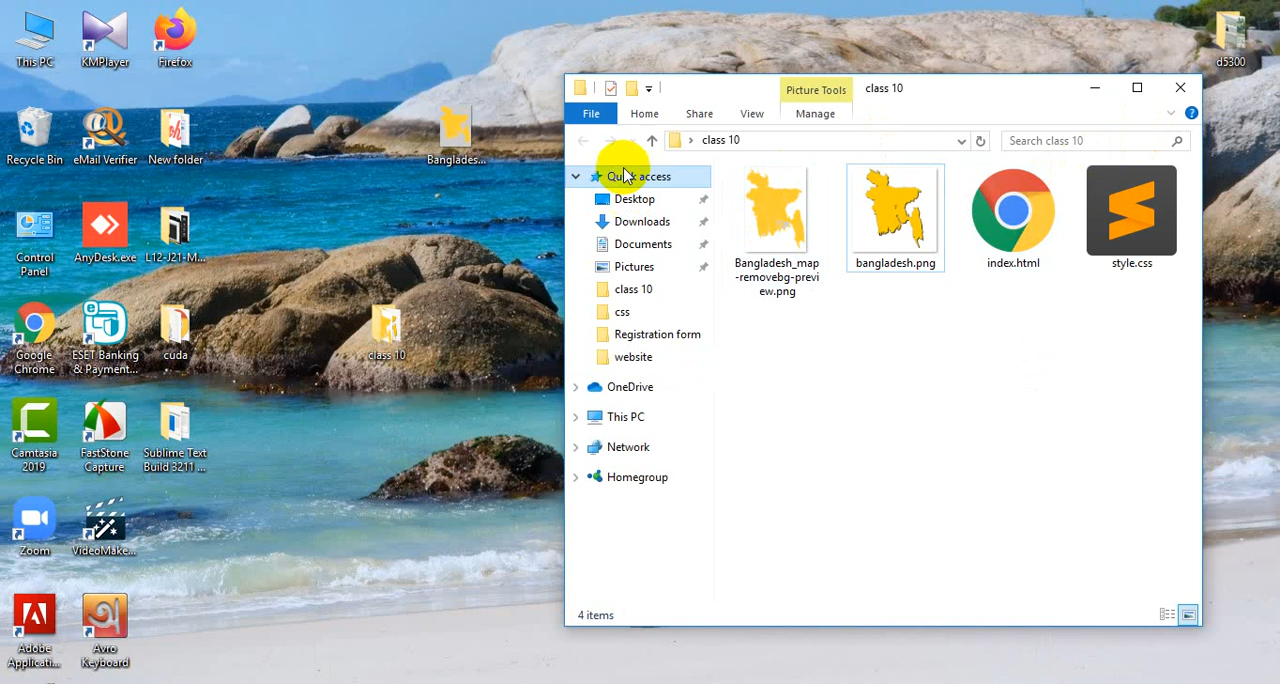 This PC
KMPlayer
Firefox
d5300
Recycle Bin
eMail Verifier
New folder
Banglades...
Control
Panel
AnyDesk.exe
L12-J21-M...
Google
Chrome
ESET Banking
& Payment...
cuda
class 10
Camtasia
2019
FastStone
Capture
Sublime Text
Build 3211 ...
Zoom
VideoMake...
Adobe
Applicati...
Avro
Keyboard
Picture Tools
class 10
File
Home
Share
View
Manage
class 10
Search class 10
Quick access
Desktop
Downloads
Documents
Pictures
class 10
css
Registration form
website
OneDrive
This PC
Network
Homegroup
Bangladesh_map
-removebg-previ
ew.png
bangladesh.png
index.html
style.css
4 items